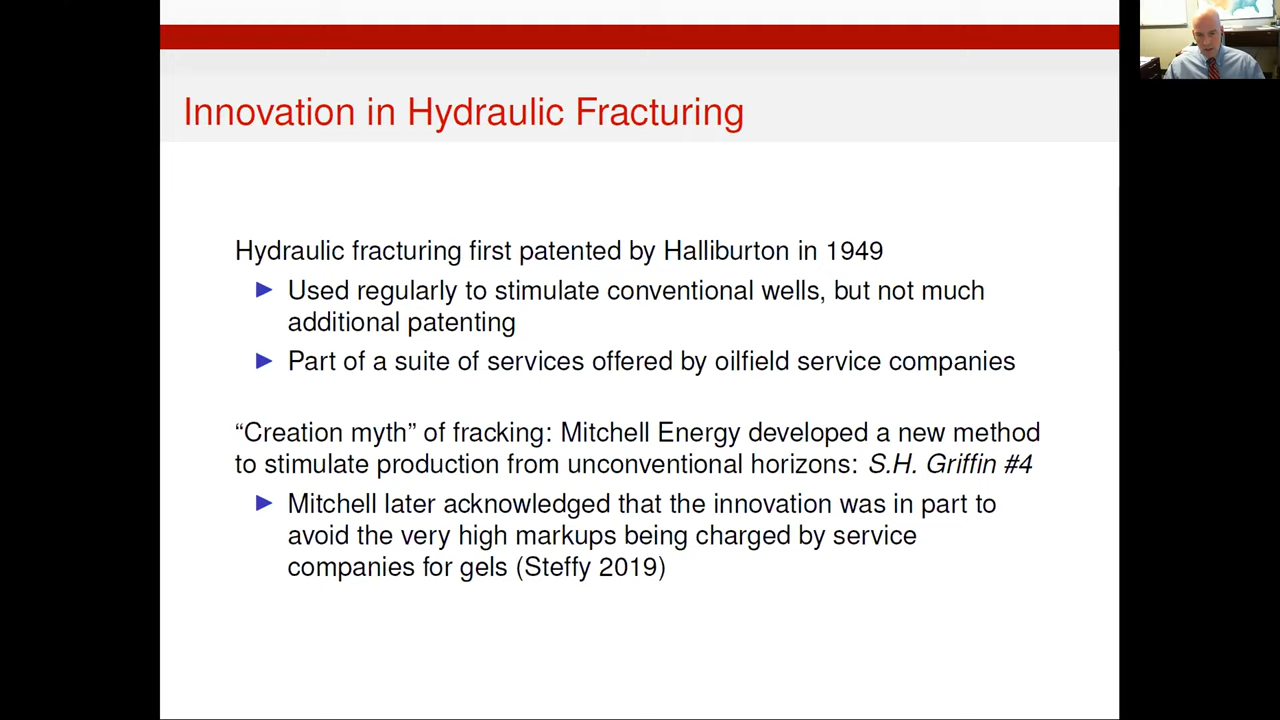 Innovation in Hydraulic Fracturing
Hydraulic fracturing first patented by Halliburton in 1949
Used regularly to stimulate conventional wells, but not much
additional patenting
Part of a suite of services offered by oilfield service companies
“Creation myth” of fracking: Mitchell Energy developed a new method
to stimulate production from unconventional horizons: S.H. Griffin #4
Mitchell later acknowledged that the innovation was in part to
avoid the very high markups being charged by service
companies for gels (Steffy 2019)